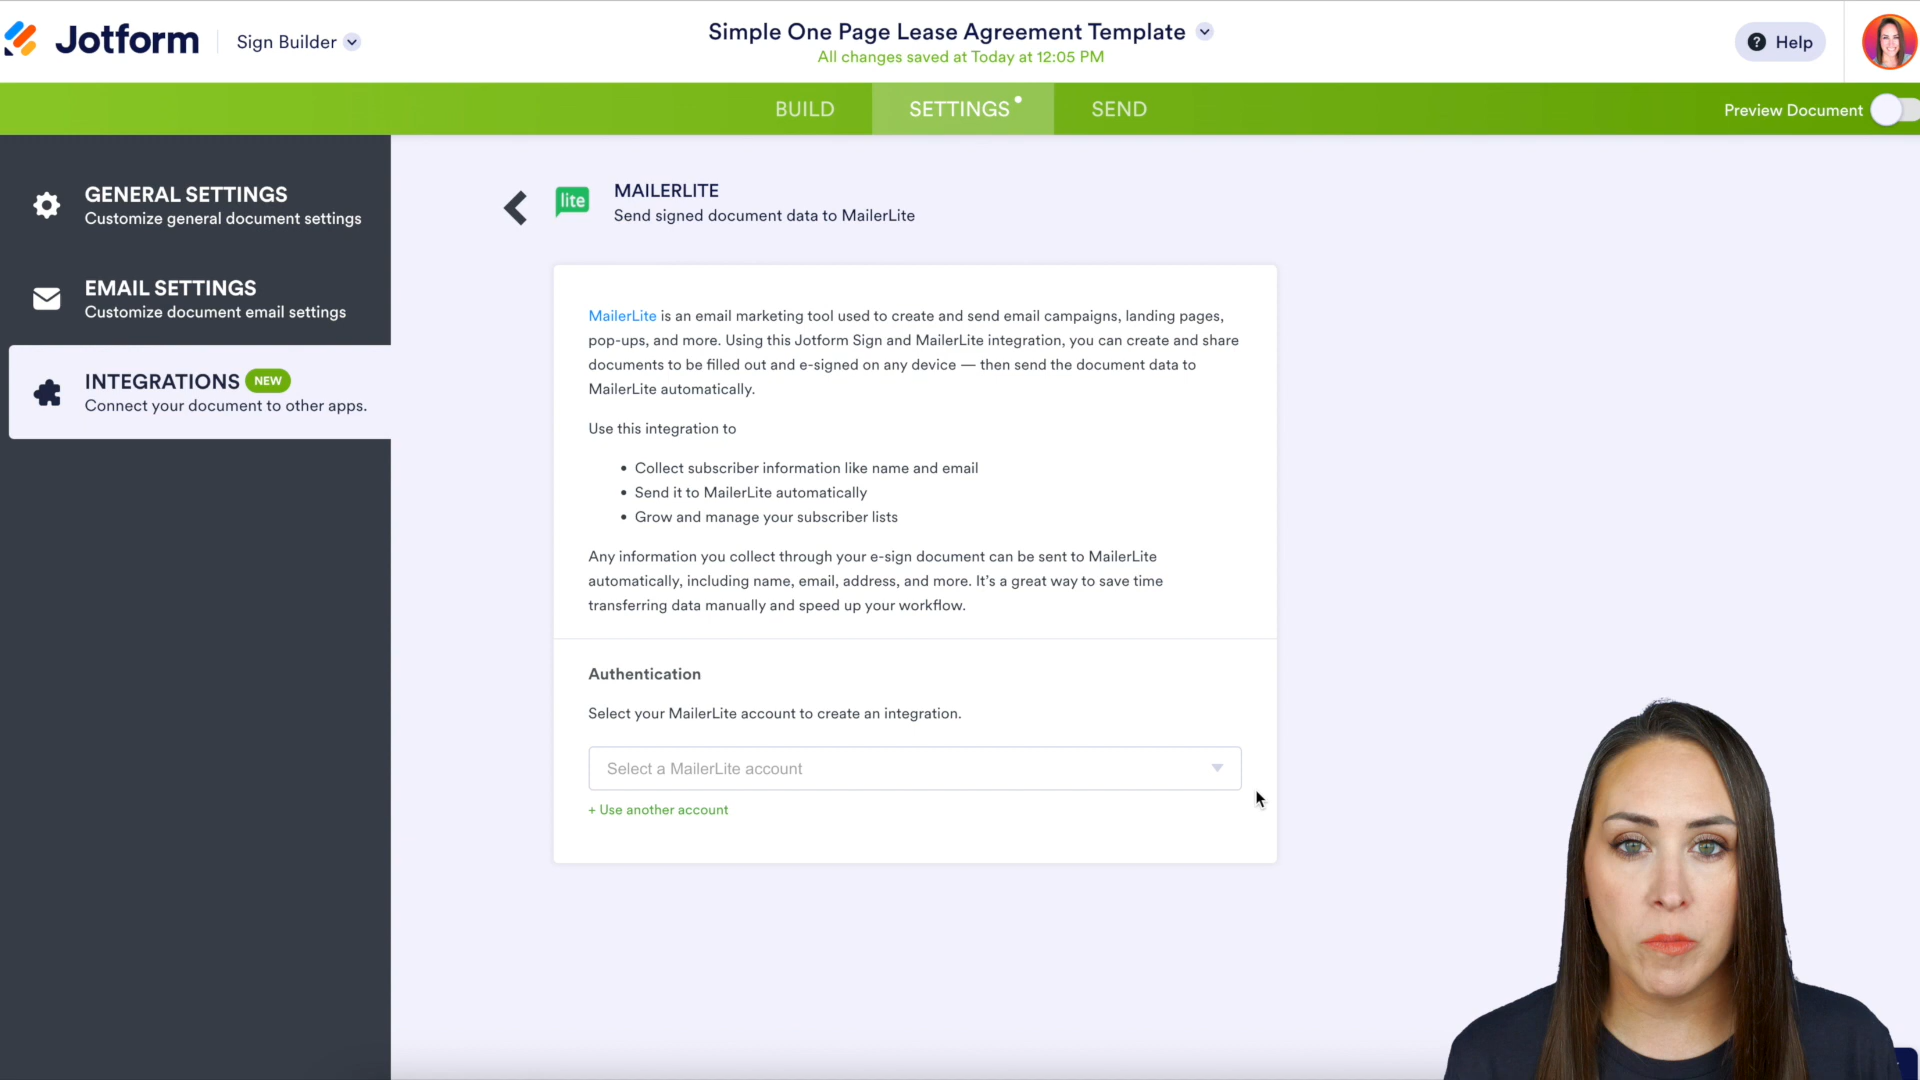 Jotform
Sign Builder
Simple One Page Lease Agreement Template
All changes saved at Today at 12:05 PM
? Help
BUILD
SETTINGS
SEND
Preview Document
GENERAL SETTINGS
Customize general document settings
EMAIL SETTINGS
Customize document email settings
INTEGRATIONS NEW
Connect your document to other apps.
lite
MAILERLITE
Send signed document data to MailerLite
MailerLite is an email marketing tool used to create and send email campaigns, landing pages,
pop-ups, and more. Using this Jotform Sign and MailerLite integration, you can create and share
documents to be filled out and e-signed on any device — then send the document data to
MailerLite automatically.
Use this integration to
• Collect subscriber information like name and email
• Send it to MailerLite automatically
• Grow and manage your subscriber lists
Any information you collect through your e-sign document can be sent to MailerLite
automatically, including name, email, address, and more. It's a great way to save time
transferring data manually and speed up your workflow.
Authentication
Select your MailerLite account to create an integration.
Select a MailerLite account
+ Use another account